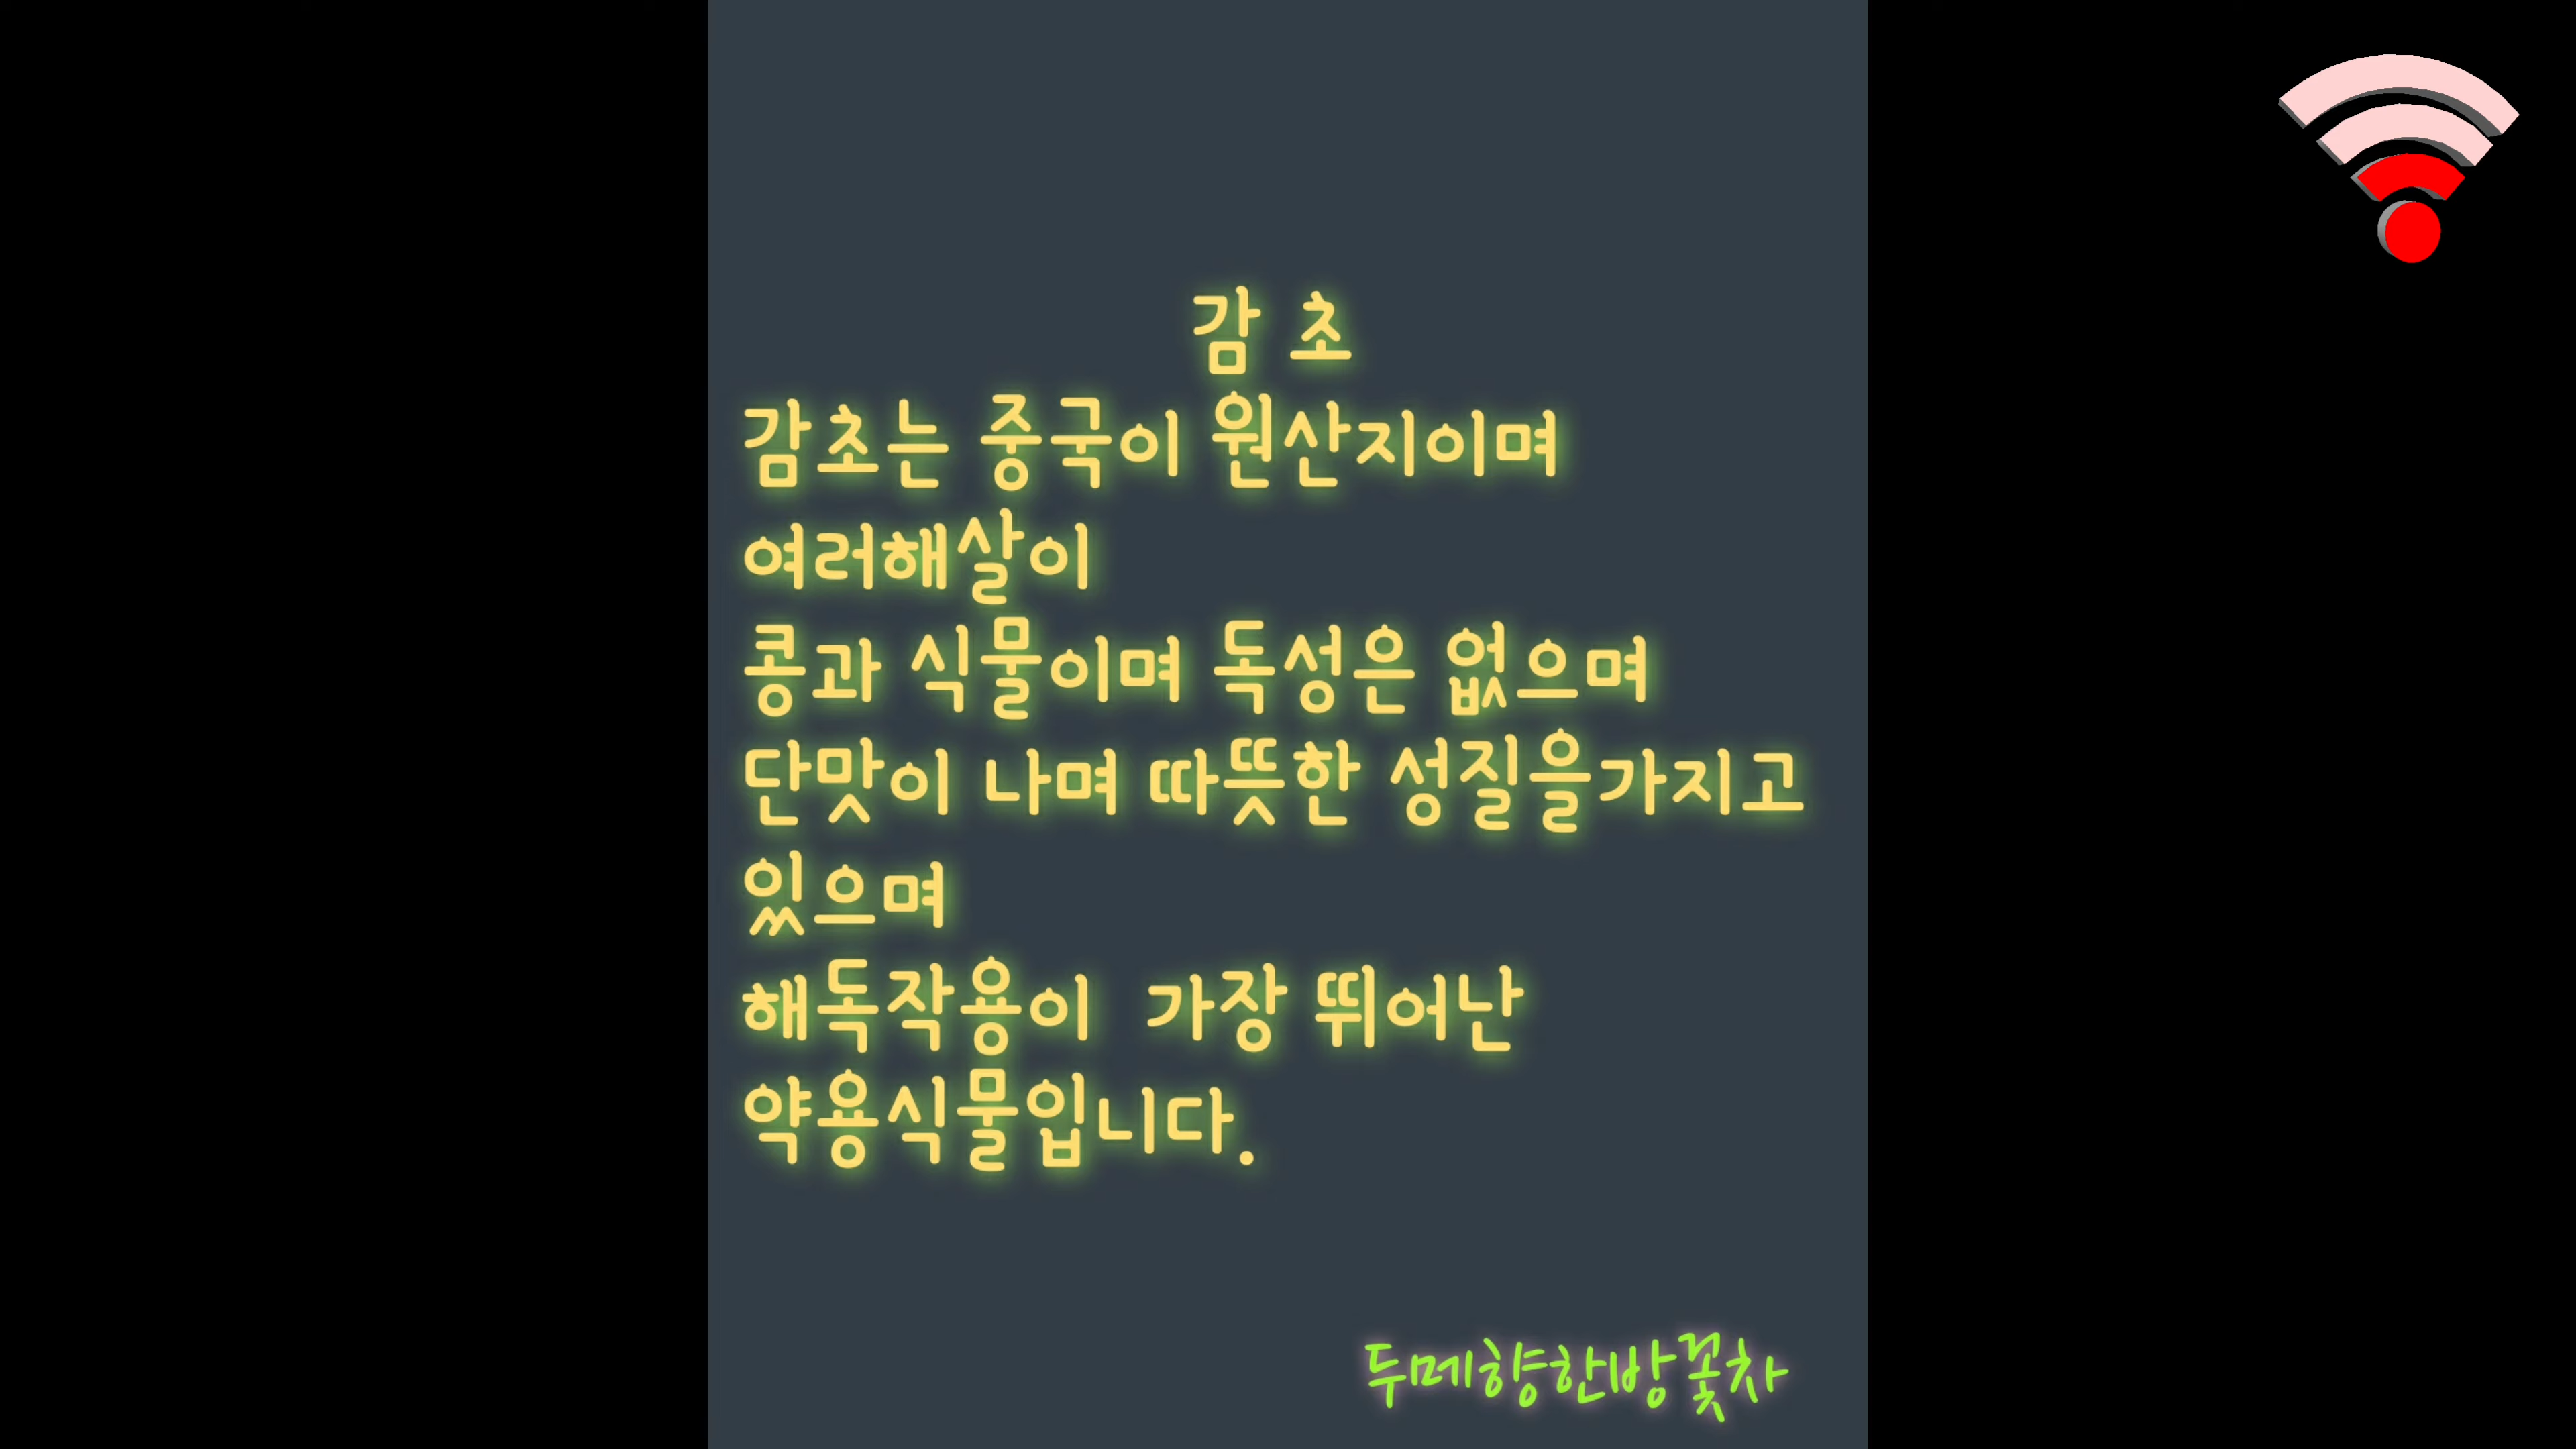 감 초
감초는 중국이 원산지이며
여러해살이
콩과 식물이며 독성은 없으며
단맛이 나며 따뜻한 성질을가지고
있으며
해독작용이  가장 뛰어난
약용식물입니다.
두메향한방꽃차